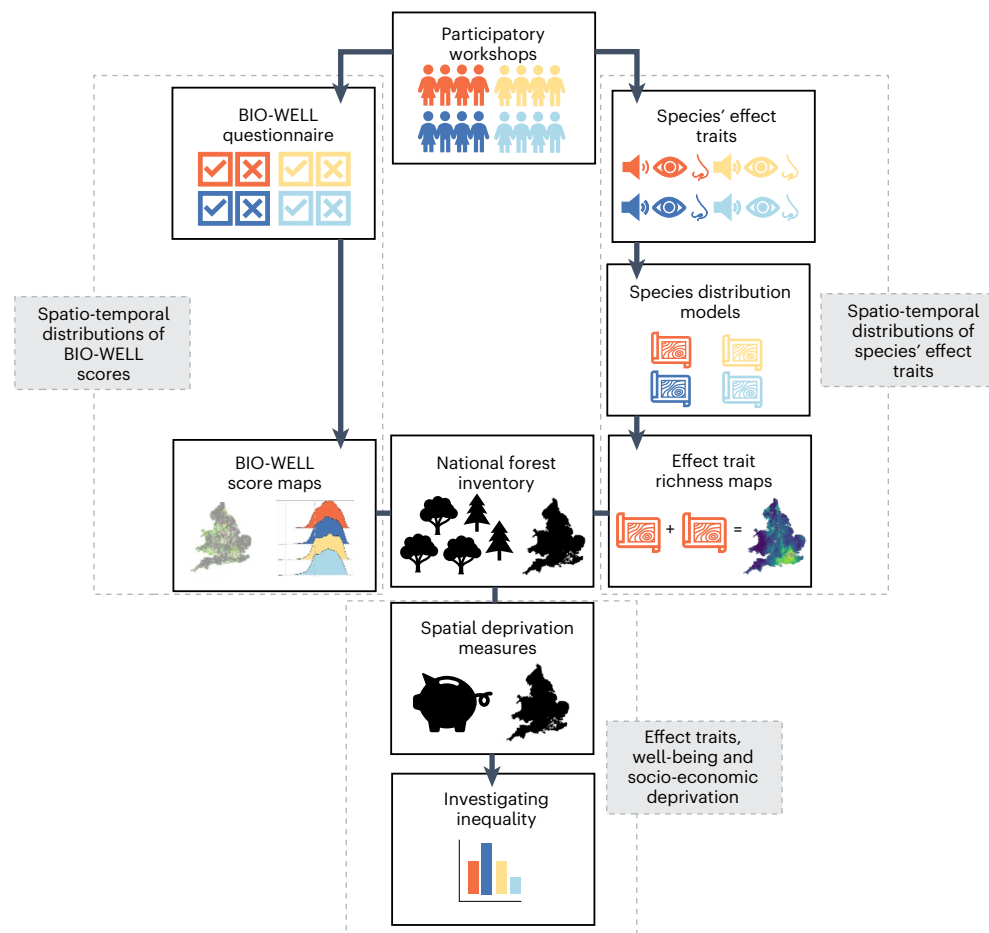 Participatory
workshops
BIO-WELL
questionnaire
Species' effect
traits
Species distribution
models
Spatio-temporal
distributions of
BIO-WELL
scores
Spatio-temporal
distributions of
species' effect
traits
BIO-WELL
score maps
National forest
inventory
Effect trait
richness maps
+ =
Spatial deprivation
measures
Effect traits,
well-being and
socio-economic
deprivation
Investigating
inequality